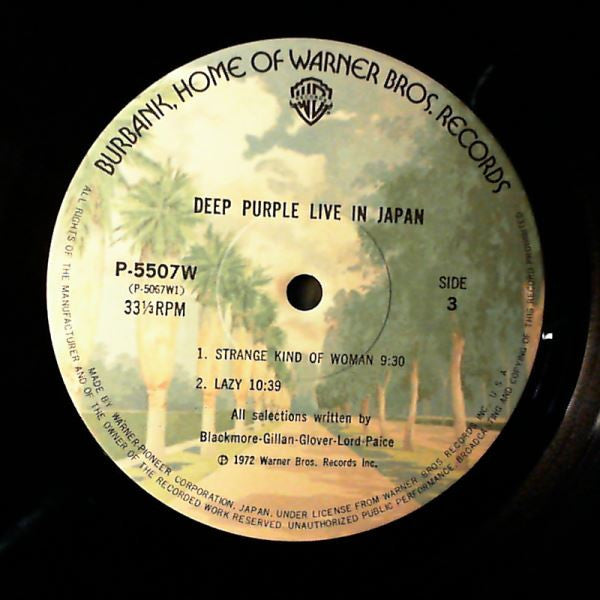 BURBANK, HOME OF WARNER BROS. RECORDS
WB
DEEP PURPLE LIVE IN JAPAN
P-5507W
(P-5067W1)
33⅓RPM
SIDE
3
1. STRANGE KIND OF WOMAN 9:30
2. LAZY 10:39
All selections written by
Blackmore-Gillan-Glover-Lord-Paice
℗ 1972 Warner Bros. Records Inc.
MADE BY WARNER-PIONEER CORPORATION, JAPAN, UNDER LICENSE FROM WARNER BROS RECORDS INC. U.S.A.
ALL RIGHTS OF THE MANUFACTURER AND OF THE OWNER OF THE RECORDED WORK RESERVED. UNAUTHORIZED PUBLIC PERFORMANCE, BROADCASTING AND COPYING OF THIS RECORD PROHIBITED